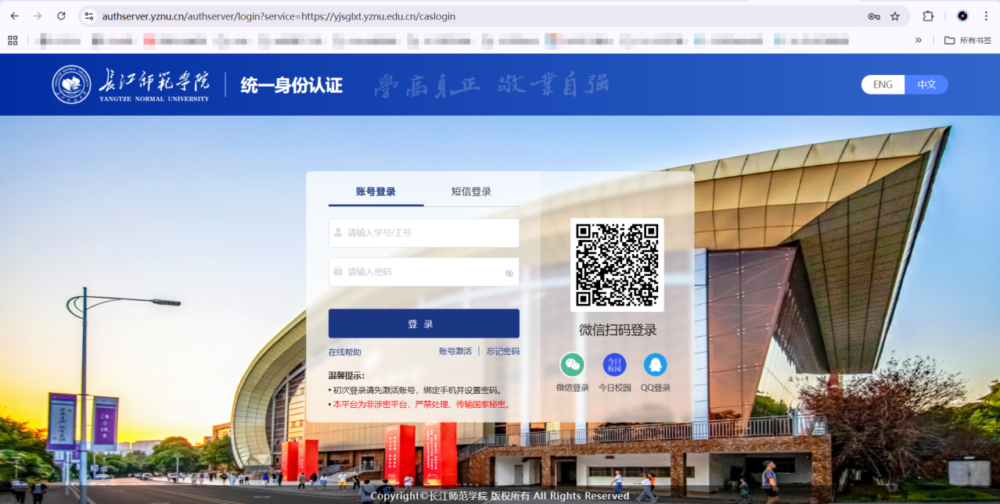 authserver.yznu.cn/authserver/login?service=https://yjsglxt.yznu.edu.cn/caslogin
所有书签
长江师范学院
YANGTZE NORMAL UNIVERSITY
统一身份认证
學高身正 敬業自强
ENG
中文
账号登录
短信登录
请输入学号/工号
请输入密码
登 录
在线帮助
账号激活 | 忘记密码
温馨提示：
• 初次登录请先激活账号，绑定手机并设置密码。
• 本平台为非涉密平台，严禁处理、传输国家秘密。
微信扫码登录
今日
校园
微信登录
今日校园
QQ登录
Copyright©长江师范学院 版权所有 All Rights Reserved